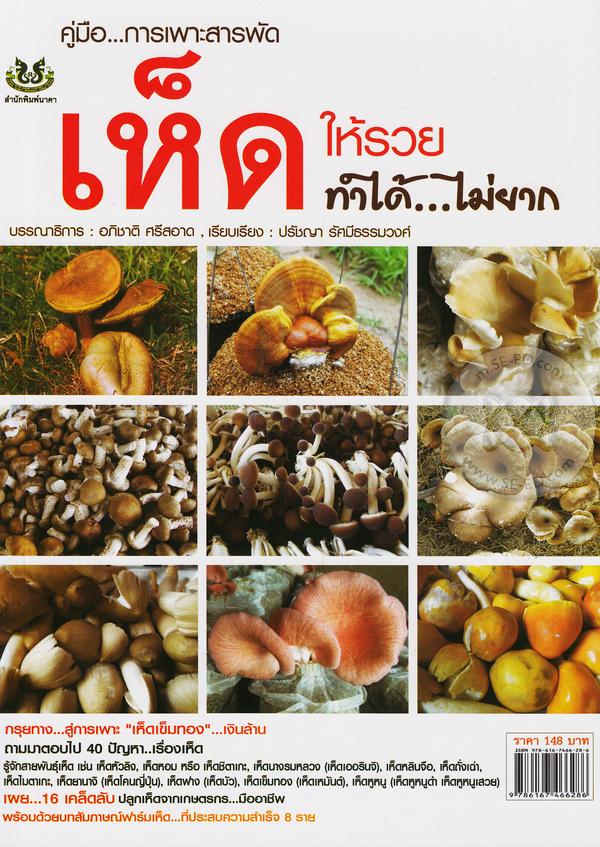 คู่มือ...การเพาะสารพัด
สำนักพิมพ์นาคา
เห็ด
ให้รวย
ทำได้...ไม่ยาก
บรรณาธิการ : อภิชาติ ศรีสอาด , เรียบเรียง : ปรัชญา รัศมีธรรมวงศ์
m.SE-ED.com
www.SE-ED.com
กรุยทาง...สู่การเพาะ "เห็ดเข็มทอง"...เงินล้าน
ถามมาตอบไป 40 ปัญหา..เรื่องเห็ด
รู้จักสายพันธุ์เห็ด เช่น เห็ดหัวลิง, เห็ดหอม หรือ เห็ดชิตาเกะ, เห็ดนางรมหลวง (เห็ดเออรินจิ), เห็ดหลินจือ, เห็ดถั่งเฉ่า,
เห็ดไมตาเกะ, เห็ดยานางิ (เห็ดโคนญี่ปุ่น), เห็ดฟาง (เห็ดบัว), เห็ดเข็มทอง (เห็ดเหมันต์), เห็ดหูหนู (เห็ดหูหนูดำ เห็ดหูหนูเสวย)
เผย...16 เคล็ดลับ ปลูกเห็ดจากเกษตรกร...มืออาชีพ
พร้อมด้วยบทสัมภาษณ์ฟาร์มเห็ด...ที่ประสบความสำเร็จ 8 ราย
ราคา 148 บาท
ISBN 978-616-7466-28-6
9 786167 466286